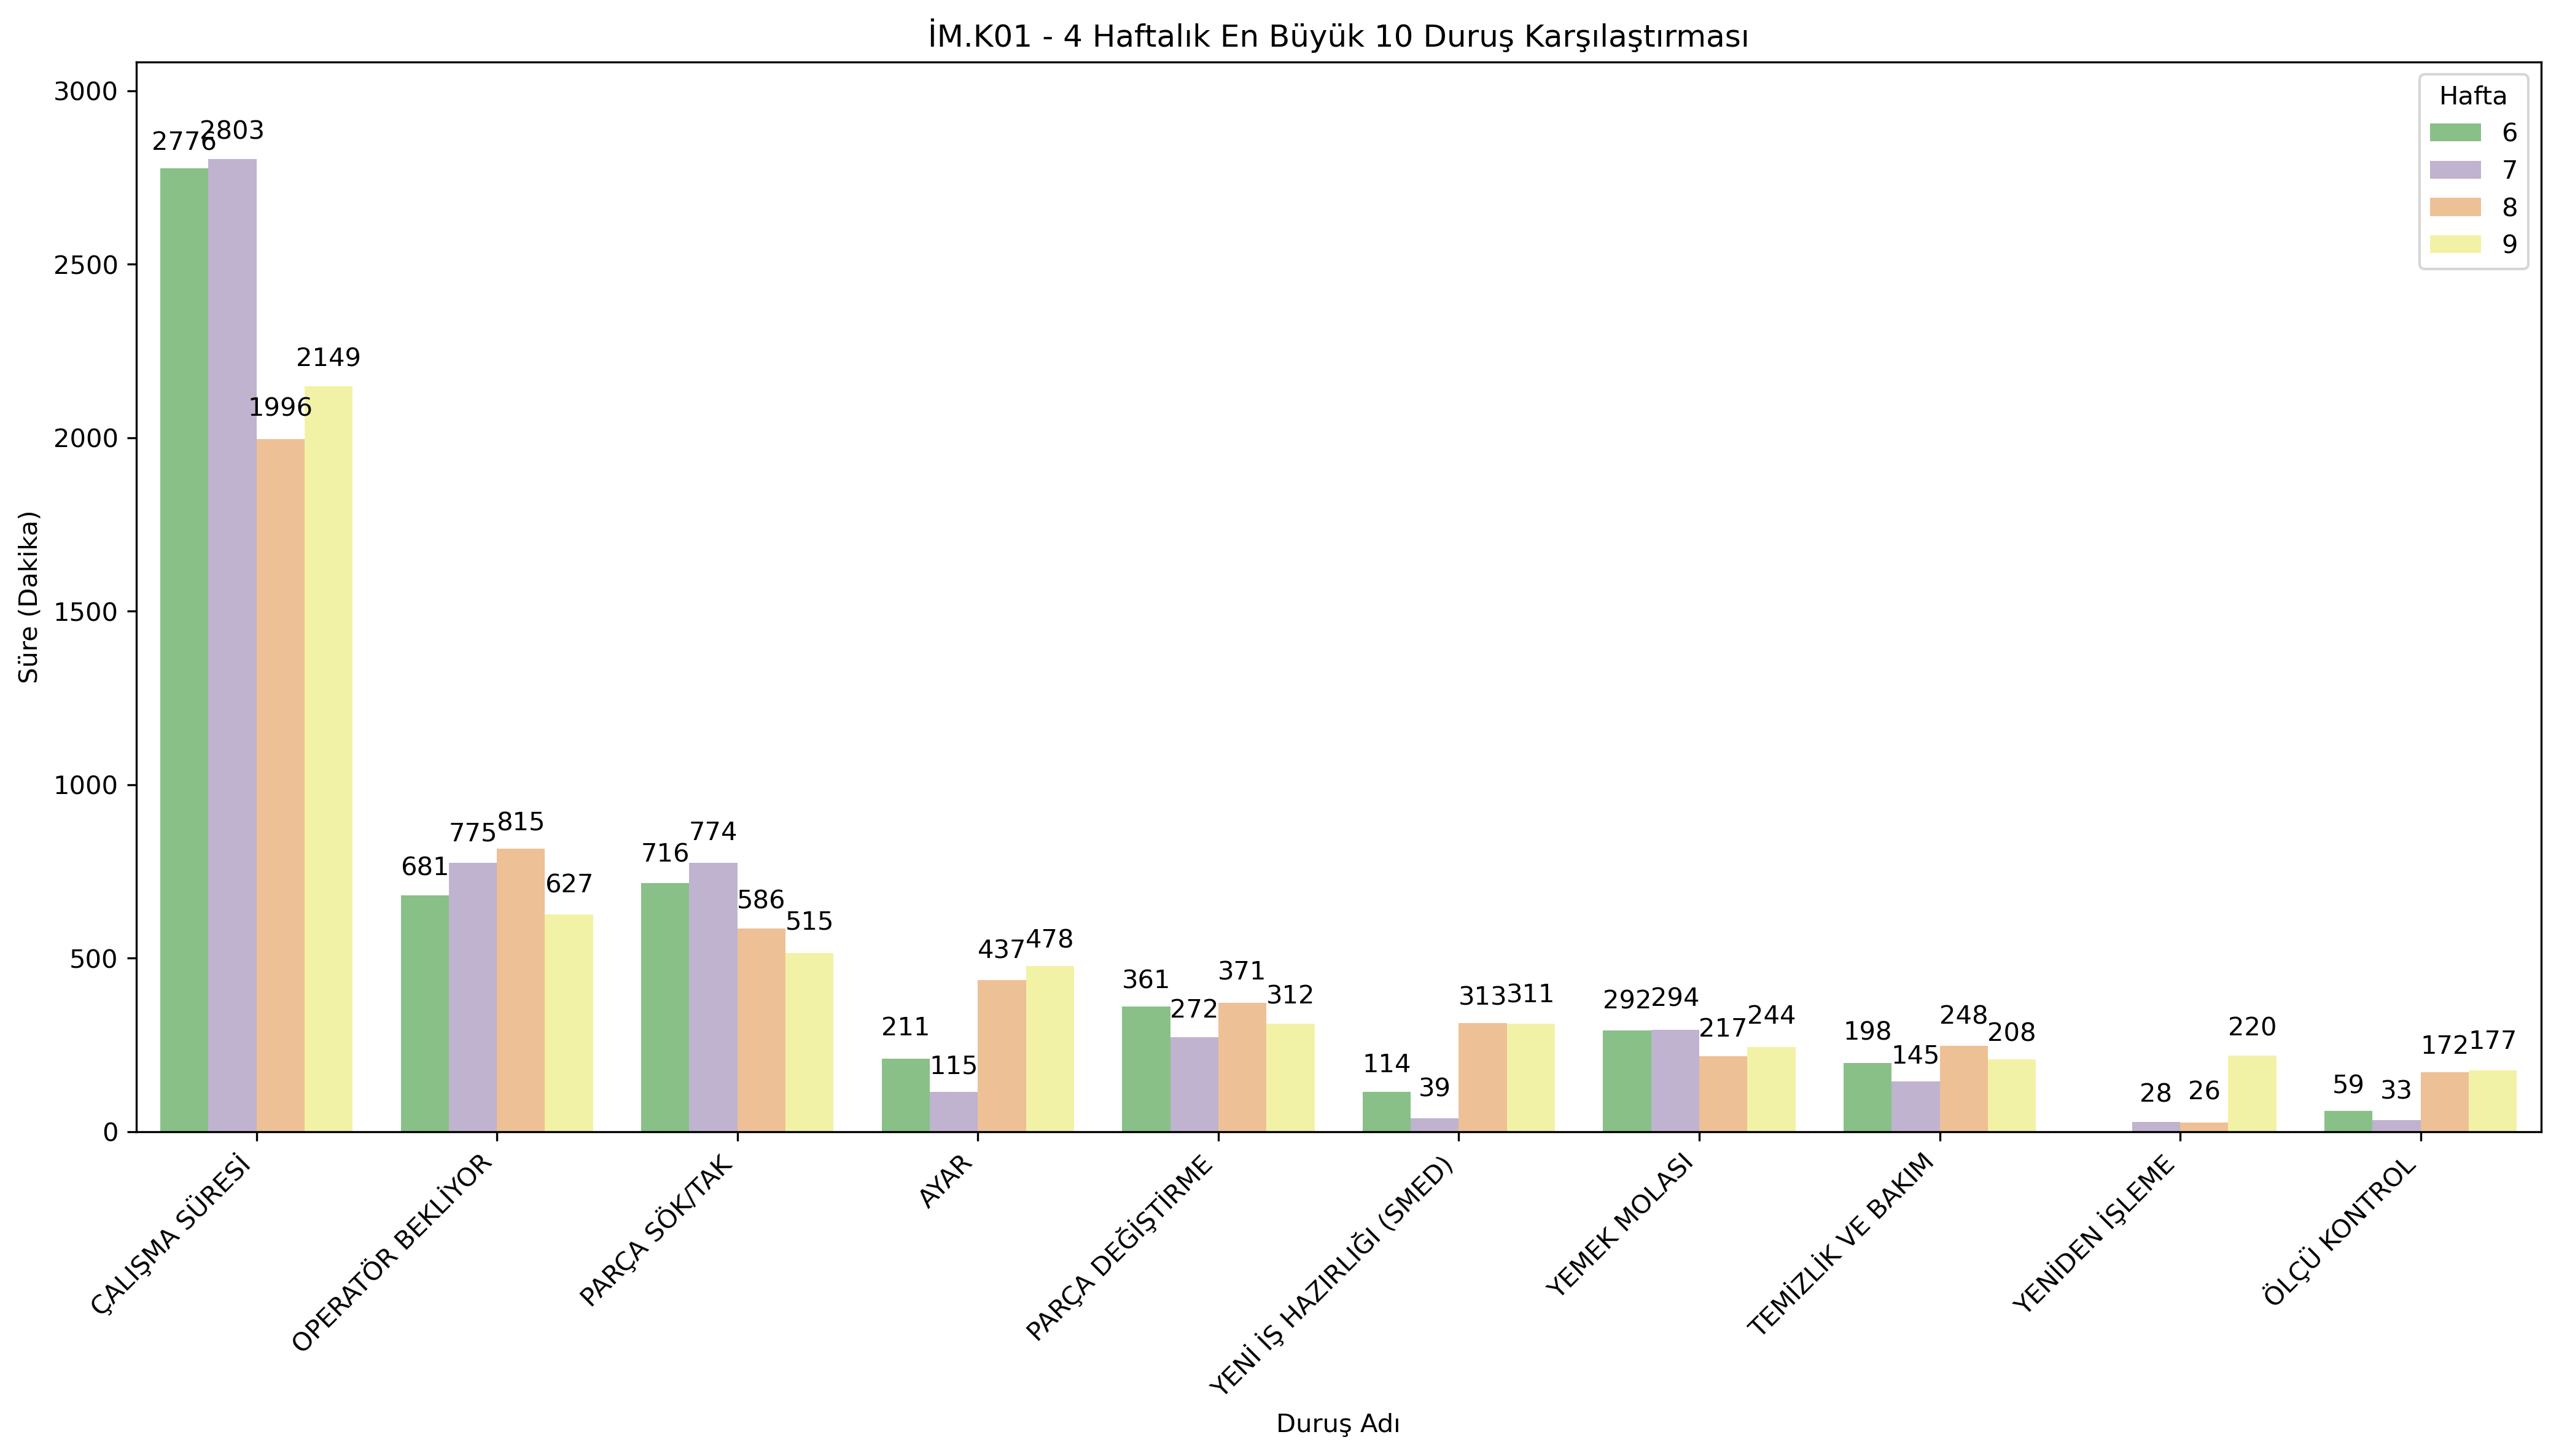 İM.K01 - 4 Haftalık En Büyük 10 Duruş Karşılaştırması
Hafta
6
7
8
9
Süre (Dakika)
3000
2500
2000
1500
1000
500
0
2776 2803 1996 2149
681 775 815 627
716 774 586 515
211 115 437 478
361 272 371 312
114 39 313 311
292 294 217 244
198 145 248 208
28 26 220
59 33 172 177
ÇALIŞMA SÜRESİ
OPERATÖR BEKLİYOR
PARÇA SÖK/TAK
AYAR
PARÇA DEĞİŞTİRME
YENİ İŞ HAZIRLIĞI (SMED)
YEMEK MOLASI
TEMİZLİK VE BAKIM
YENİDEN İŞLEME
ÖLÇÜ KONTROL
Duruş Adı